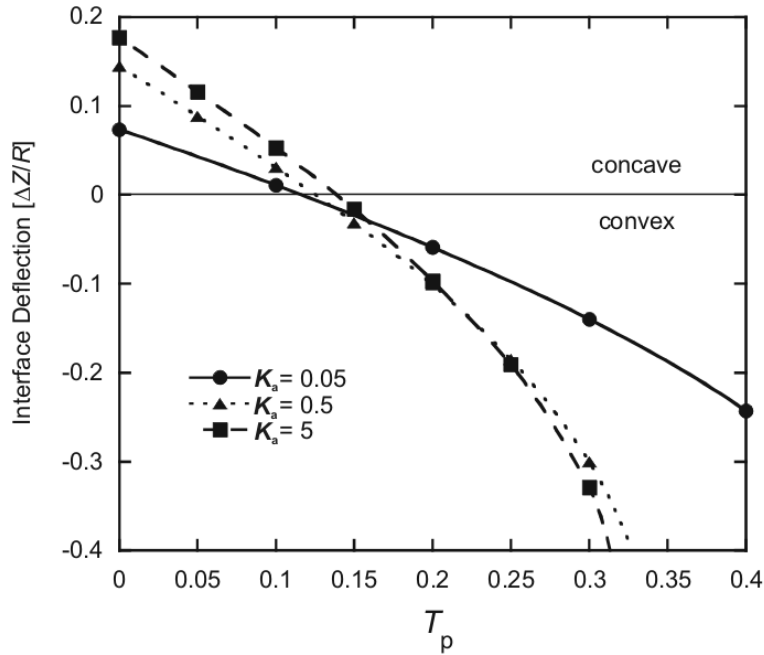 0.2
0.1
0
-0.1
-0.2
-0.3
-0.4
Interface Deflection [ΔZ/R]
concave
convex
Ka = 0.05
Ka = 0.5
Ka = 5
0 0.05 0.1 0.15 0.2 0.25 0.3 0.35 0.4
Tp